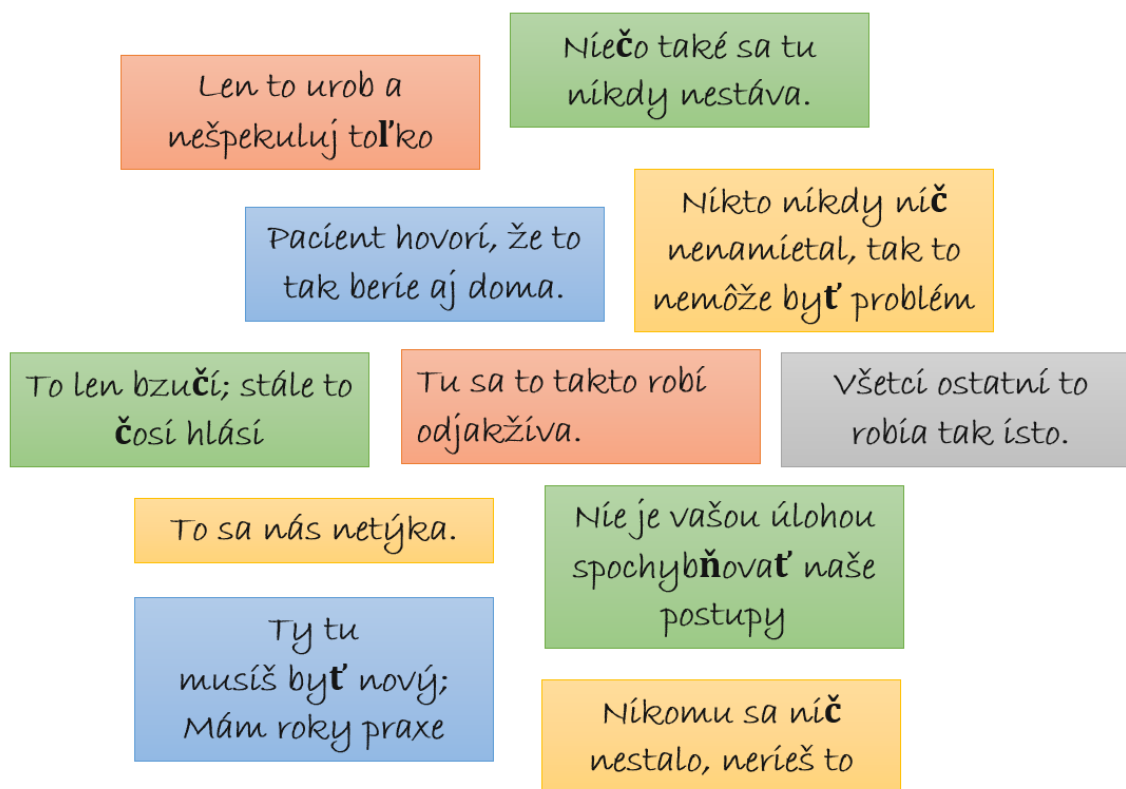 Len to urob a
nešpekuluj toľko
Niečo také sa tu
nikdy nestáva.
Pacient hovorí, že to
tak berie aj doma.
Nikto nikdy nič
nenamietal, tak to
nemôže byť problém
To len bzučí; stále to
čosi hlási
Tu sa to takto robí
odjakživa.
Všetci ostatní to
robia tak isto.
To sa nás netýka.
Nie je vašou úlohou
spochybňovať naše
postupy
Ty tu
musíš byť nový;
Mám roky praxe
Nikomu sa nič
nestalo, nerieš to